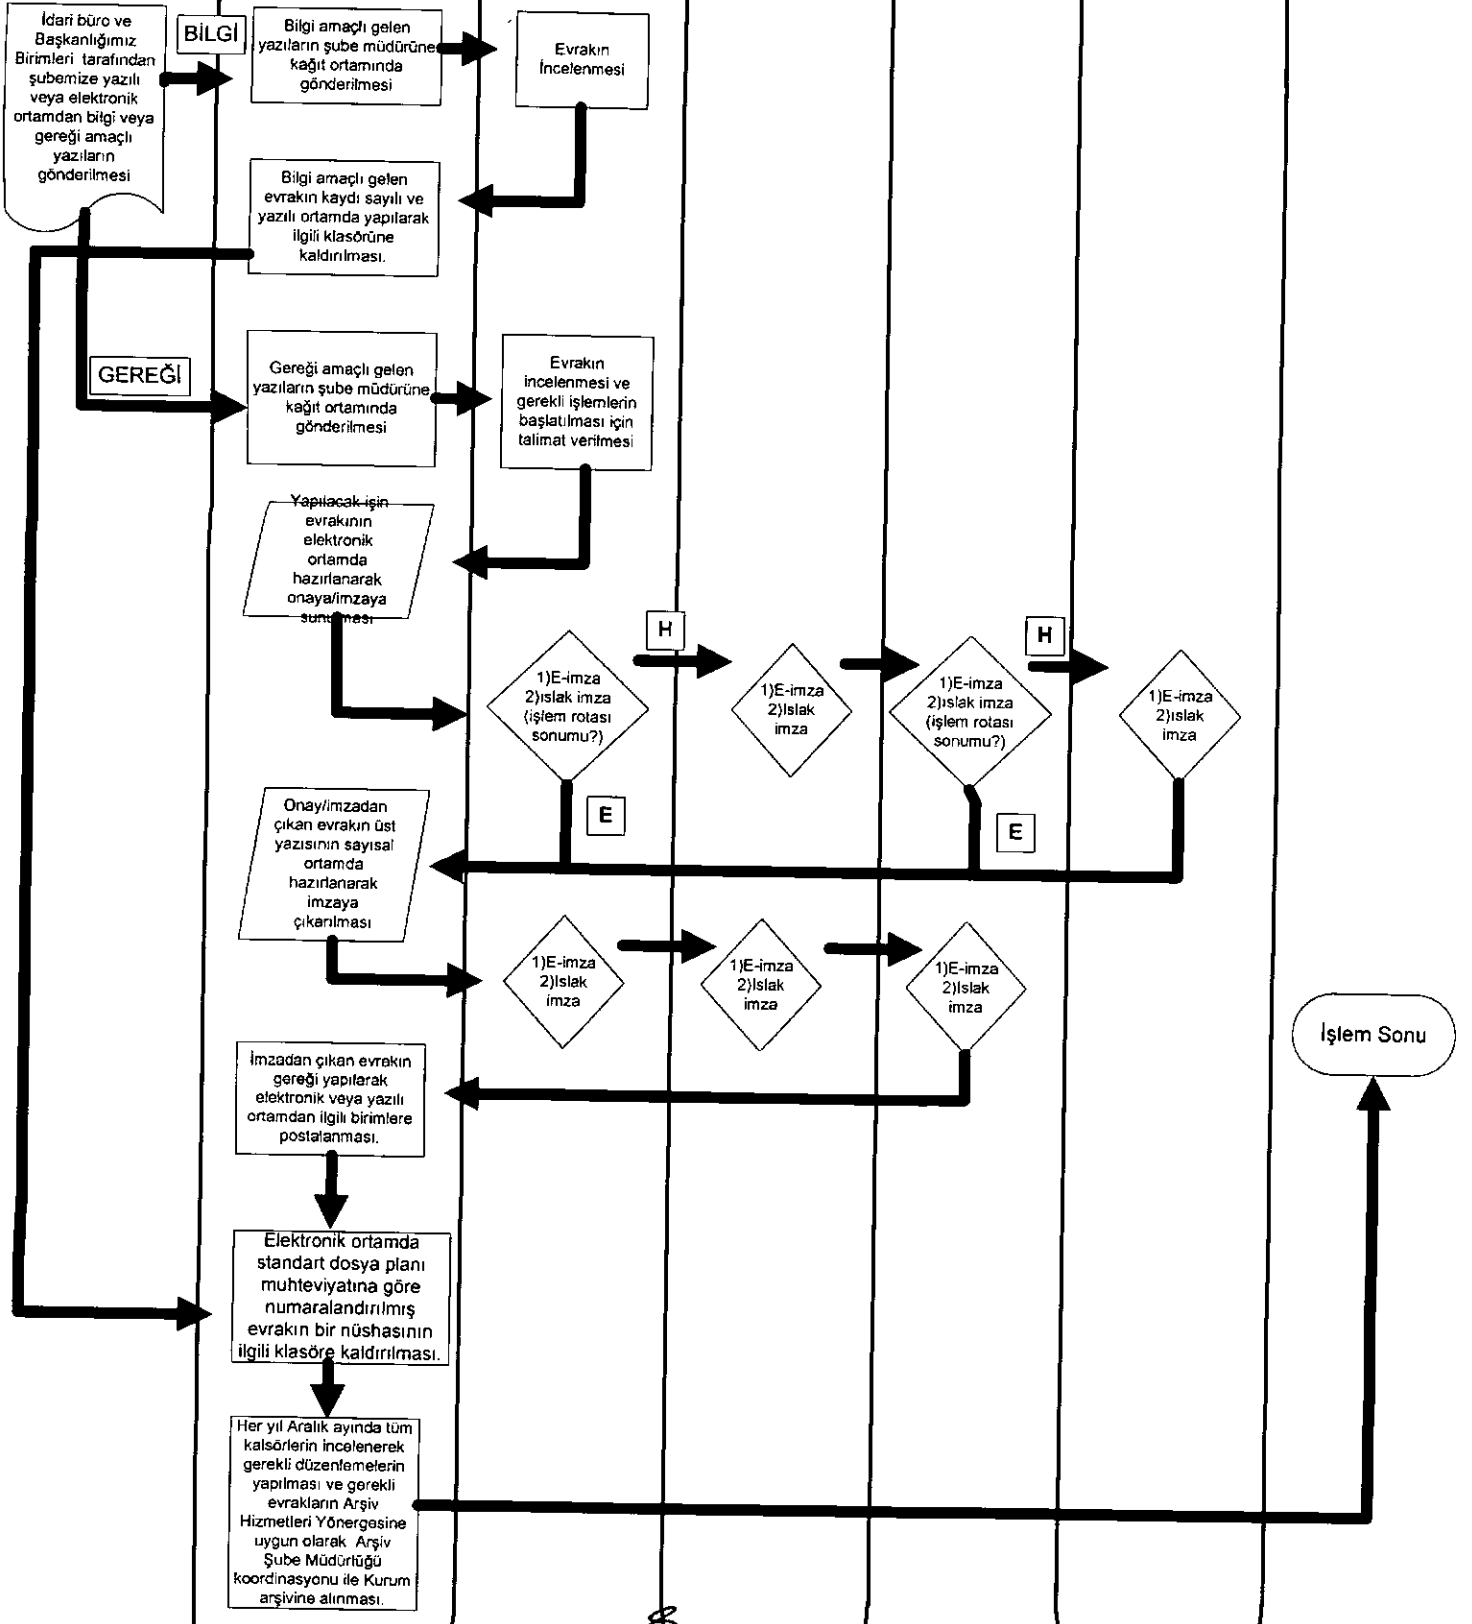 İdari büro ve
Başkanlığımız
Birimleri tarafından
şubemize yazılı
veya elektronik
ortamdan bilgi veya
gereği amaçlı
yazıların
gönderilmesi
BİLGİ
Bilgi amaçlı gelen
yazıların şube müdürüne
kağıt ortamında
gönderilmesi
Evrakın
İncelenmesi
Bilgi amaçlı gelen
evrakın kaydı sayılı ve
yazılı ortamda yapılarak
ilgili klasörüne
kaldırılması.
GEREĞİ
Gereği amaçlı gelen
yazıların şube müdürüne
kağıt ortamında
gönderilmesi
Evrakın
incelenmesi ve
gerekli işlemlerin
başlatılması için
talimat verilmesi
Yapılacak işin
evrakının
elektronik
ortamda
hazırlanarak
onaya/imzaya
sunulması
1)E-imza
2)ıslak imza
(işlem rotası
sonumu?)
H
1)E-imza
2)Islak
imza
1)E-imza
2)ıslak imza
(işlem rotası
sonumu?)
H
1)E-imza
2)ıslak
imza
E
E
Onay/imzadan
çıkan evrakın üst
yazısının sayısal
ortamda
hazırlanarak
imzaya
çıkarılması
1)E-imza
2)Islak
imza
1)E-imza
2)Islak
imza
1)E-imza
2)Islak
imza
İmzadan çıkan evrakın
gereği yapılarak
elektronik veya yazılı
ortamdan ilgili birimlere
postalanması.
İşlem Sonu
Elektronik ortamda
standart dosya planı
muhteviyatına göre
numaralandırılmış
evrakın bir nüshasının
ilgili klasöre kaldırılması.
Her yıl Aralık ayında tüm
kalsörlerin incelenerek
gerekli düzenlemelerin
yapılması ve gerekli
evrakların Arşiv
Hizmetleri Yönergesine
uygun olarak Arşiv
Şube Müdürlüğü
koordinasyonu ile Kurum
arşivine alınması.